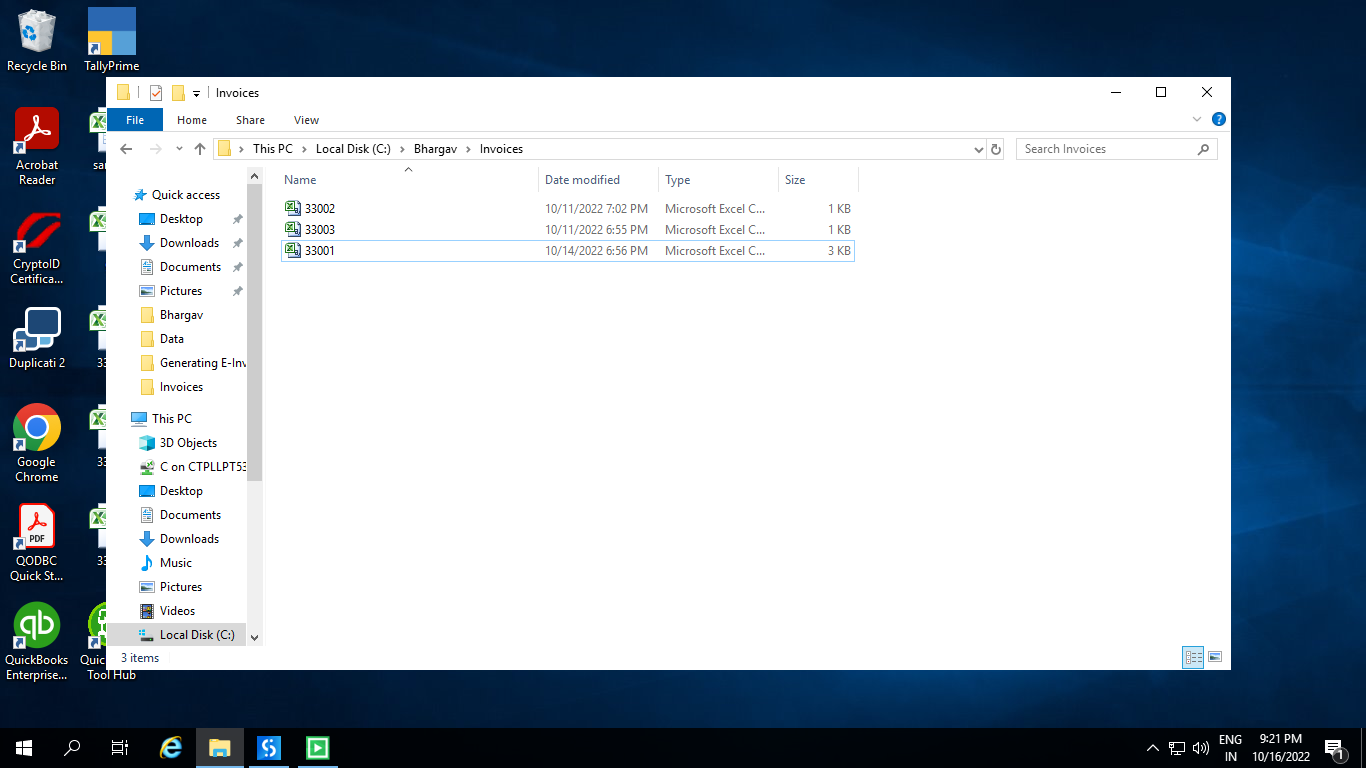 Recycle Bin
TallyPrime
Acrobat
Reader
CryptoID
Certifica...
Duplicati 2
Google
Chrome
PDF
QODBC
Quick St...
qb
QuickBooks
Enterprise...
Tool Hub
Invoices
File
Home
Share
View
This PC
Local Disk (C:)
Bhargav
Invoices
Search Invoices
Quick access
Desktop
Downloads
Documents
Pictures
Bhargav
Data
Generating E-Inv
Invoices
This PC
3D Objects
C on CTPLLPT53
Desktop
Documents
Downloads
Music
Pictures
Videos
Local Disk (C:)
Name Date modified Type Size
33002 10/11/2022 7:02 PM Microsoft Excel C... 1 KB
33003 10/11/2022 6:55 PM Microsoft Excel C... 1 KB
33001 10/14/2022 6:56 PM Microsoft Excel C... 3 KB
3 items
ENG
IN
9:21 PM
10/16/2022
1